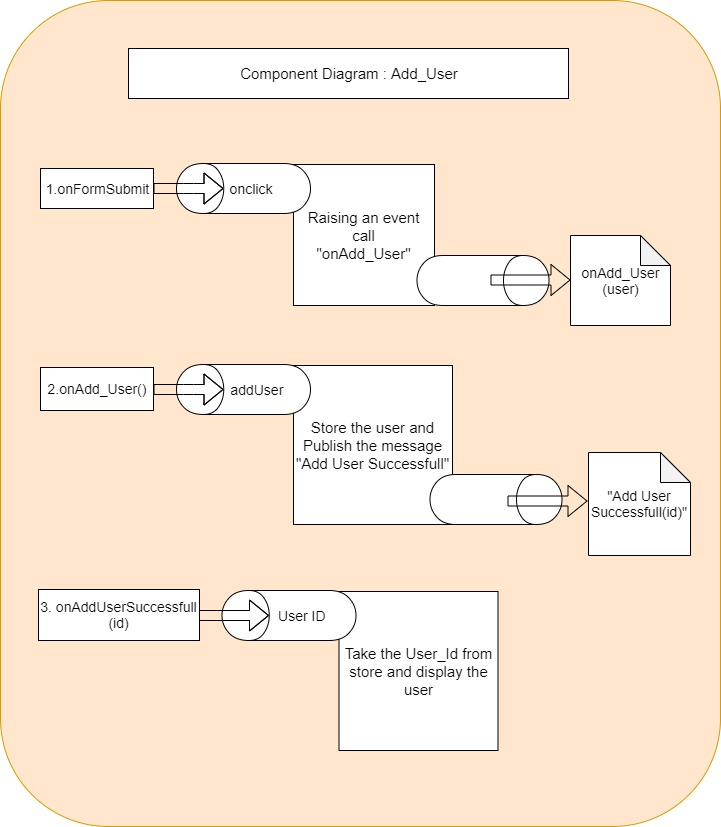 Component Diagram : Add_User
1.onFormSubmit
onclick
Raising an event
call
"onAdd_User"
onAdd_User
(user)
2.onAdd_User()
addUser
Store the user and
Publish the message
"Add User Successfull"
"Add User
Successfull(id)"
3. onAddUserSuccessfull
(id)
User ID
Take the User_Id from
store and display the
user